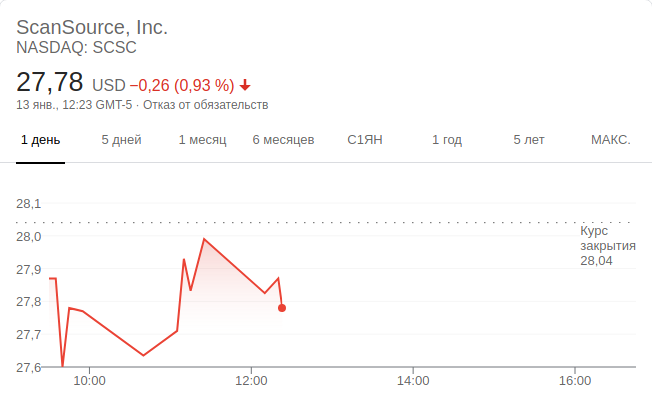 ScanSource, Inc.
NASDAQ: SCSC
27,78 USD −0,26 (0,93 %)
13 янв., 12:23 GMT-5 · Отказ от обязательств
1 день 5 дней 1 месяц 6 месяцев С1ЯН 1 год 5 лет МАКС.
28,1
28,0
27,9
27,8
27,7
27,6
Курс
закрытия
28,04
10:00 12:00 14:00 16:00